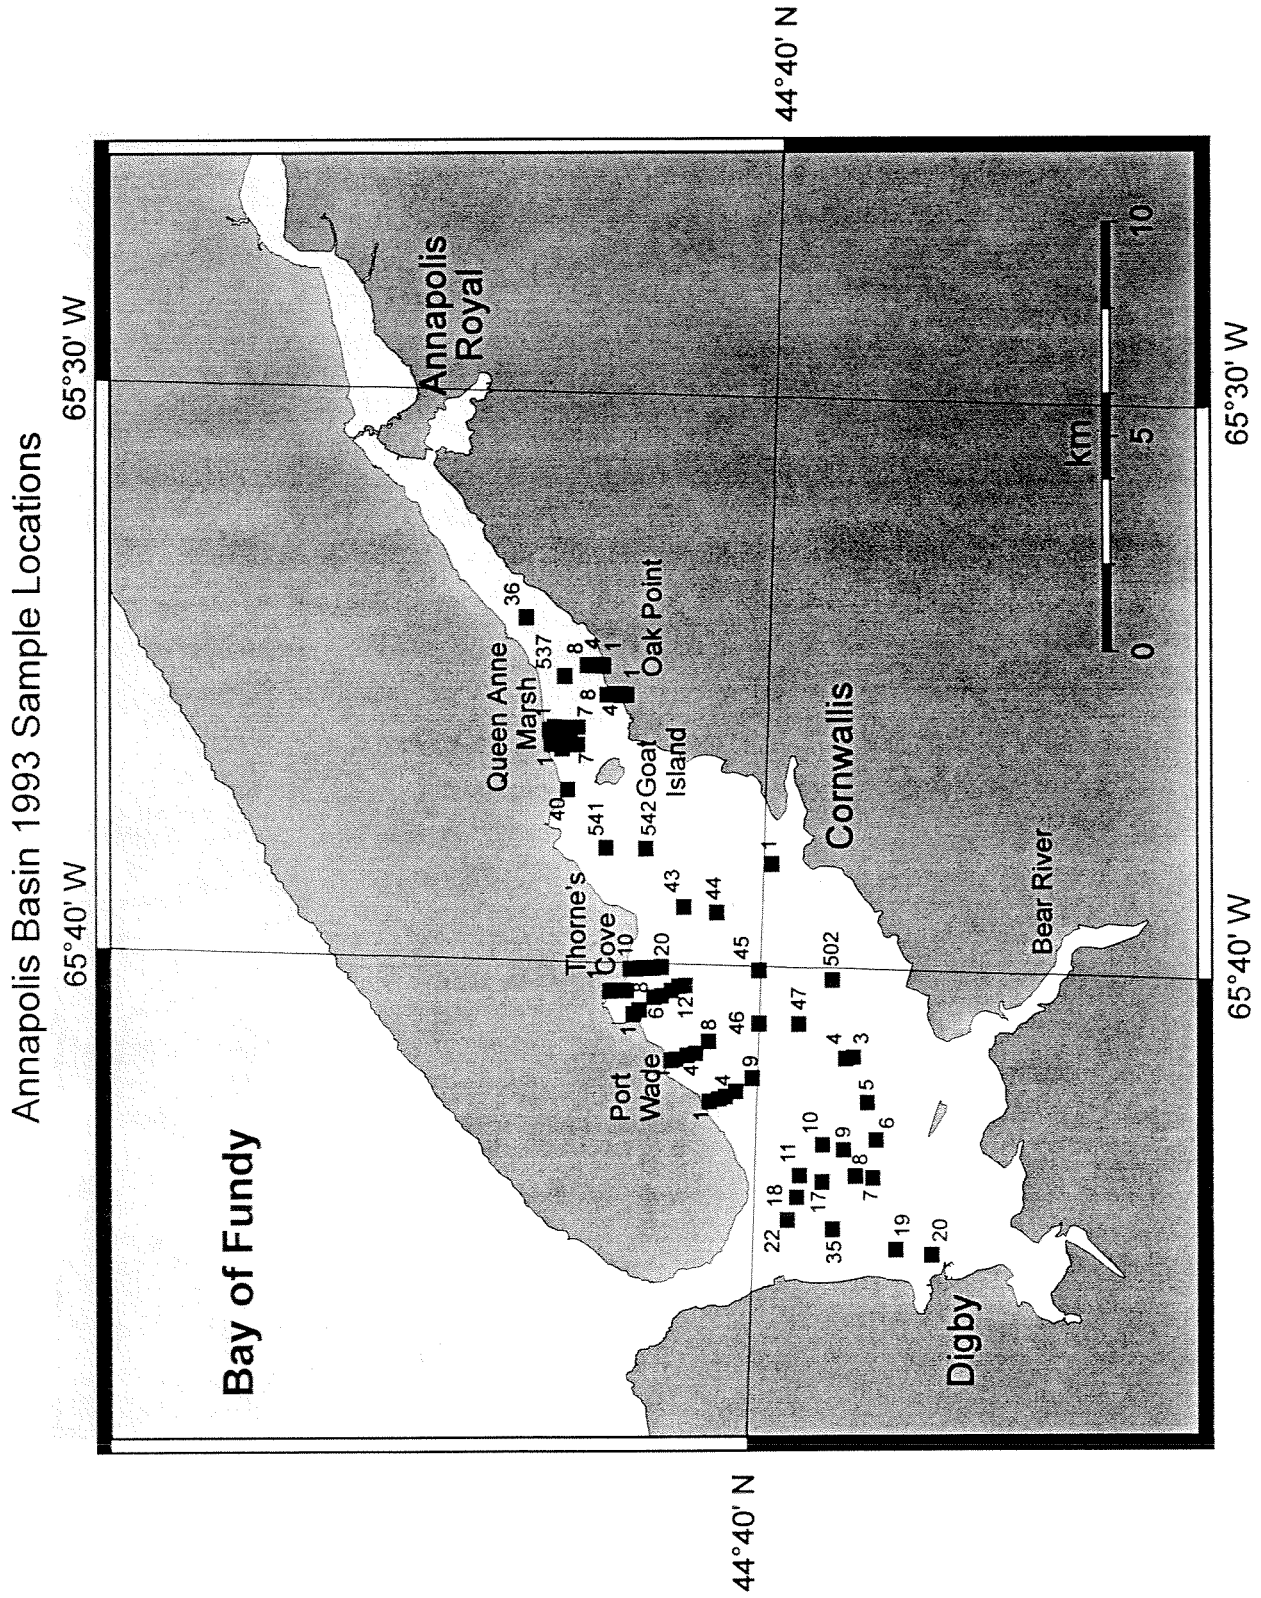 Annapolis Basin 1993 Sample Locations
65°40' W
65°30' W
Bay of Fundy
Annapolis
Royal
Queen Anne
Marsh
537
36
1
1
7
7
8
4
1
8
4
1
Oak Point
40
541
542
Goat
Island
Thorne's
Cove
1
10
20
1
8
6
12
43
44
Port
Wade
1
4
8
1
4
9
44°40' N
44°40' N
45
46
47
502
1
Cornwallis
4
3
5
6
10
9
8
7
11
18
17
22
35
19
20
Digby
Bear River
km
0
5
10
65°40' W
65°30' W